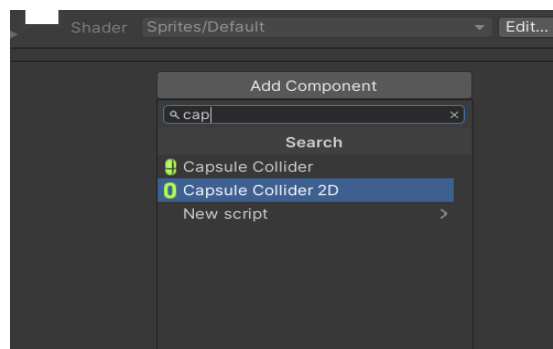 Shader Sprites/Default Edit...
Add Component
cap
Search
Capsule Collider
Capsule Collider 2D
New script